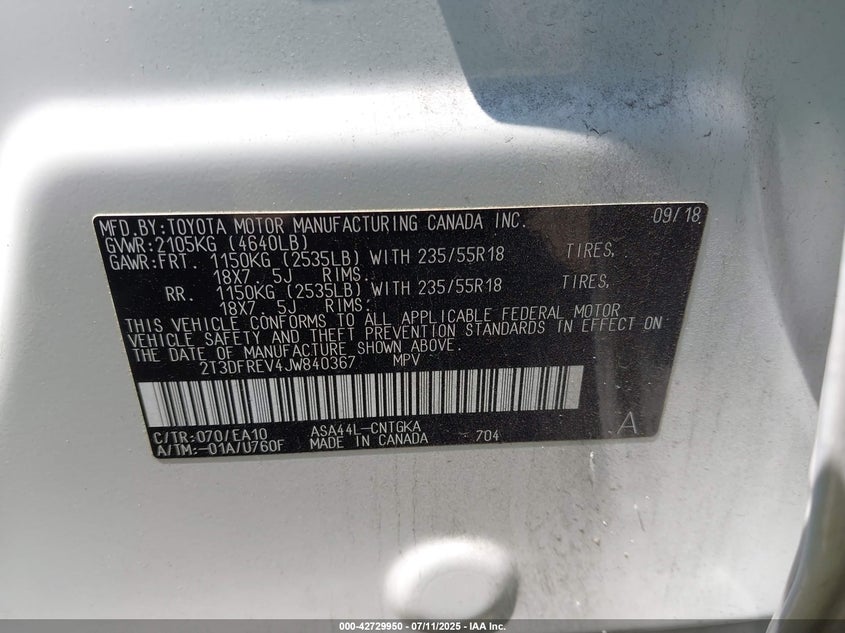 MFD.BY:TOYOTA MOTOR MANUFACTURING CANADA INC. 09/18
GVWR:2105KG (4640LB)
GAWR:FRT. 1150KG (2535LB) WITH 235/55R18 TIRES,
18X7 .5J RIMS.
RR. 1150KG (2535LB) WITH 235/55R18 TIRES,
18X7 .5J RIMS.
THIS VEHICLE CONFORMS TO ALL APPLICABLE FEDERAL MOTOR
VEHICLE SAFETY AND THEFT PREVENTION STANDARDS IN EFFECT ON
THE DATE OF MANUFACTURE SHOWN ABOVE.
2T3DFREV4JW840367 MPV
C/TR:070/EA10 ASA44L-CNTGKA A
A/TM:-01A/U760F MADE IN CANADA -704
000-42729950 - 07/11/2025 - IAA Inc.